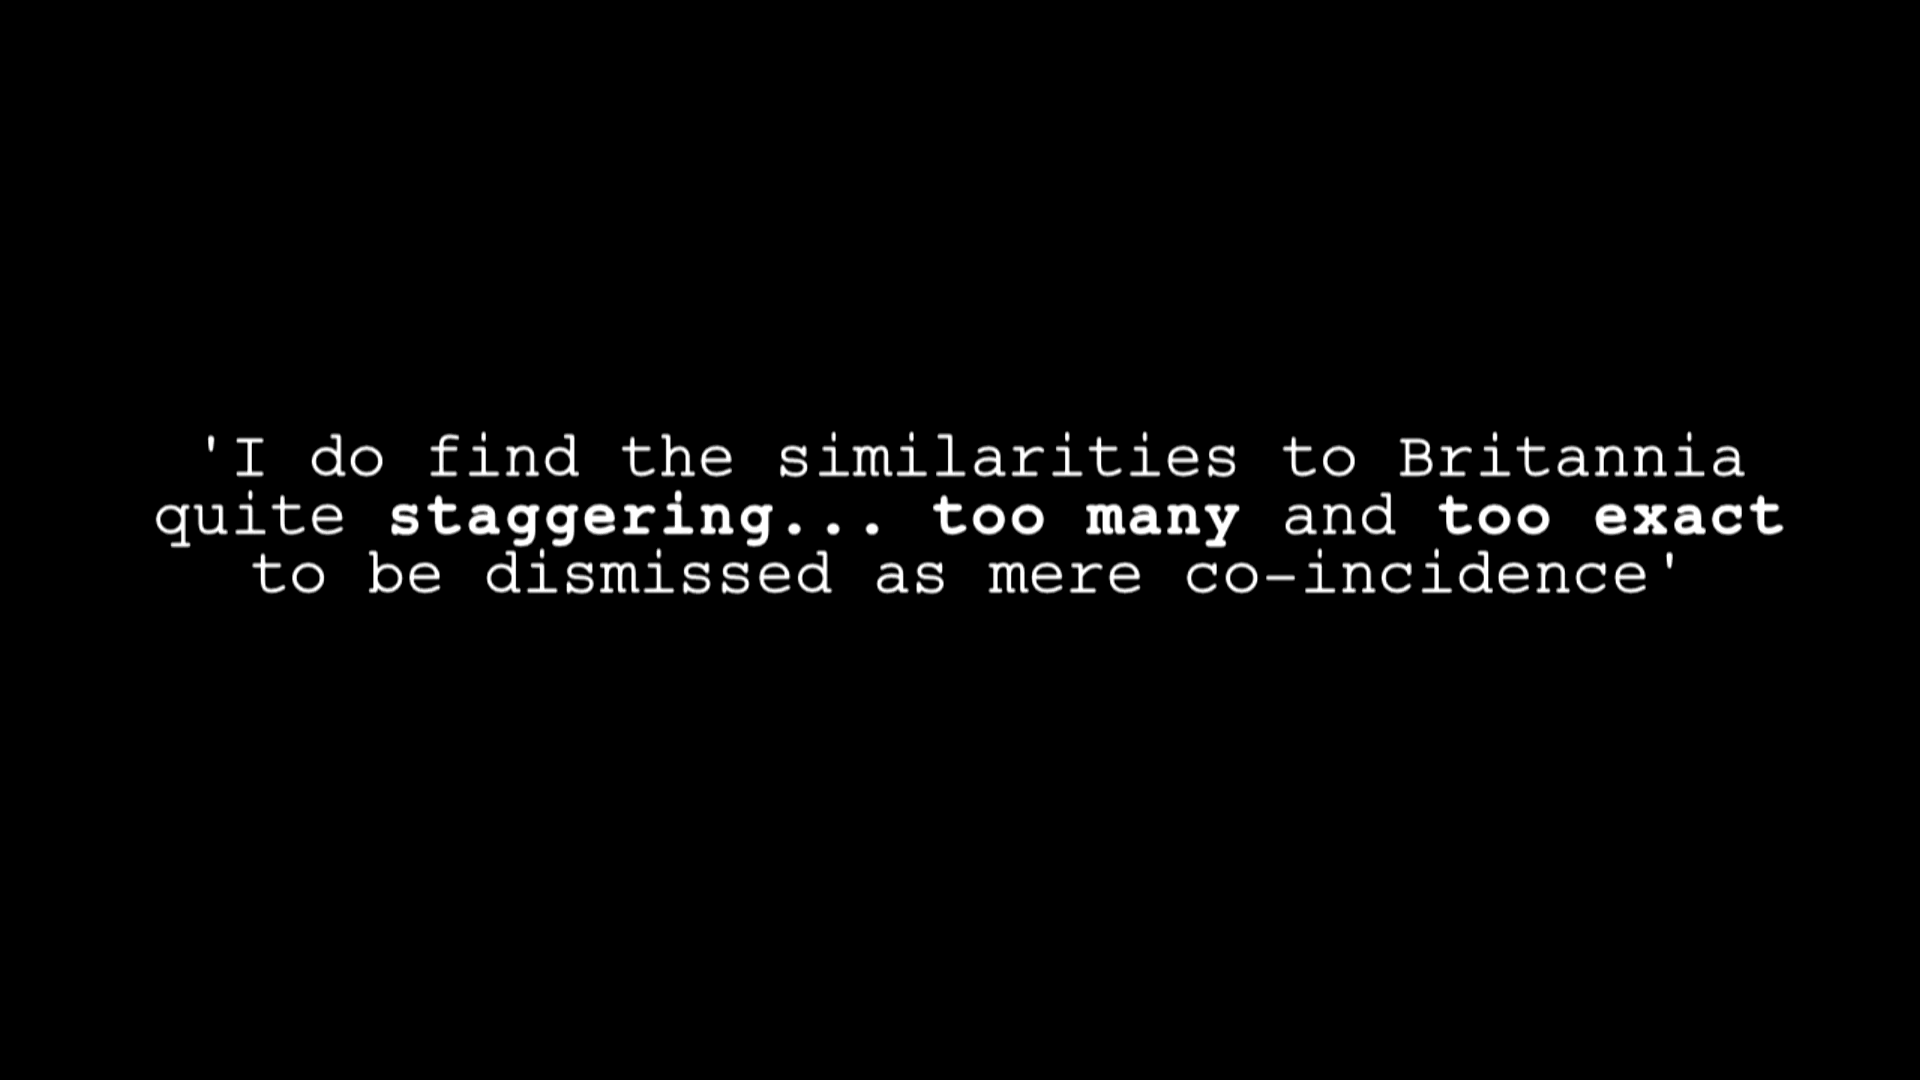 'I do find the similarities to Britannia
quite staggering... too many and too exact
to be dismissed as mere co-incidence'